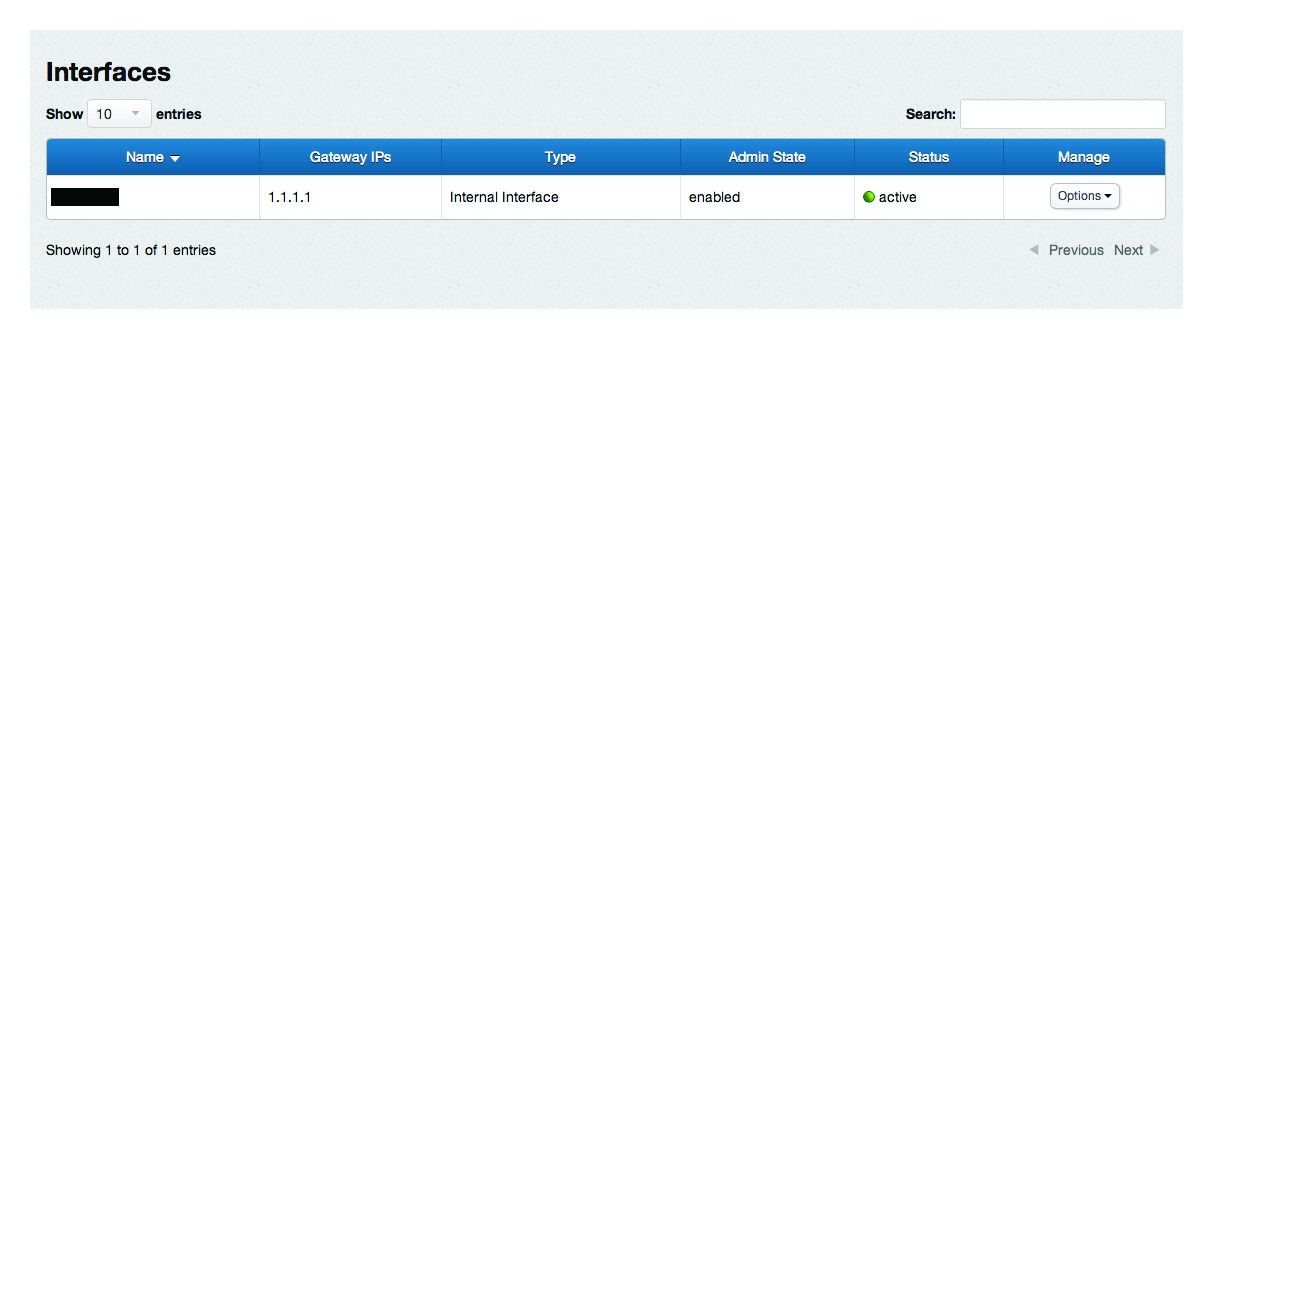 Interfaces
Show 10 entries Search:
Name Gateway IPs Type Admin State Status Manage
1.1.1.1 Internal Interface enabled active Options
Showing 1 to 1 of 1 entries Previous Next